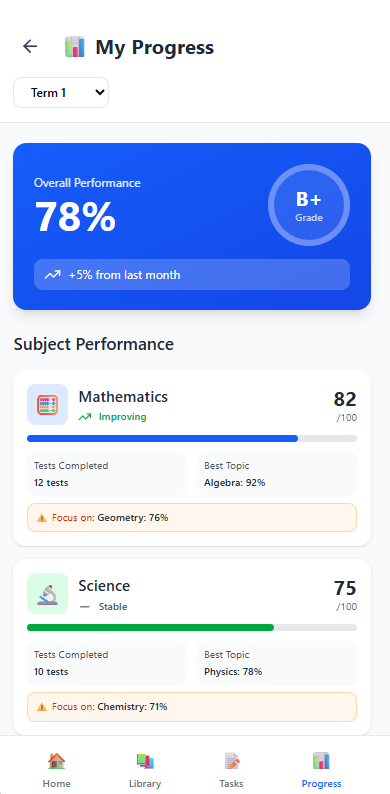 My Progress
Term 1
Overall Performance
78%
B+
Grade
+5% from last month
Subject Performance
Mathematics
Improving
82
/100
Tests Completed
12 tests
Best Topic
Algebra: 92%
Focus on: Geometry: 76%
Science
Stable
75
/100
Tests Completed
10 tests
Best Topic
Physics: 78%
Focus on: Chemistry: 71%
Home
Library
Tasks
Progress